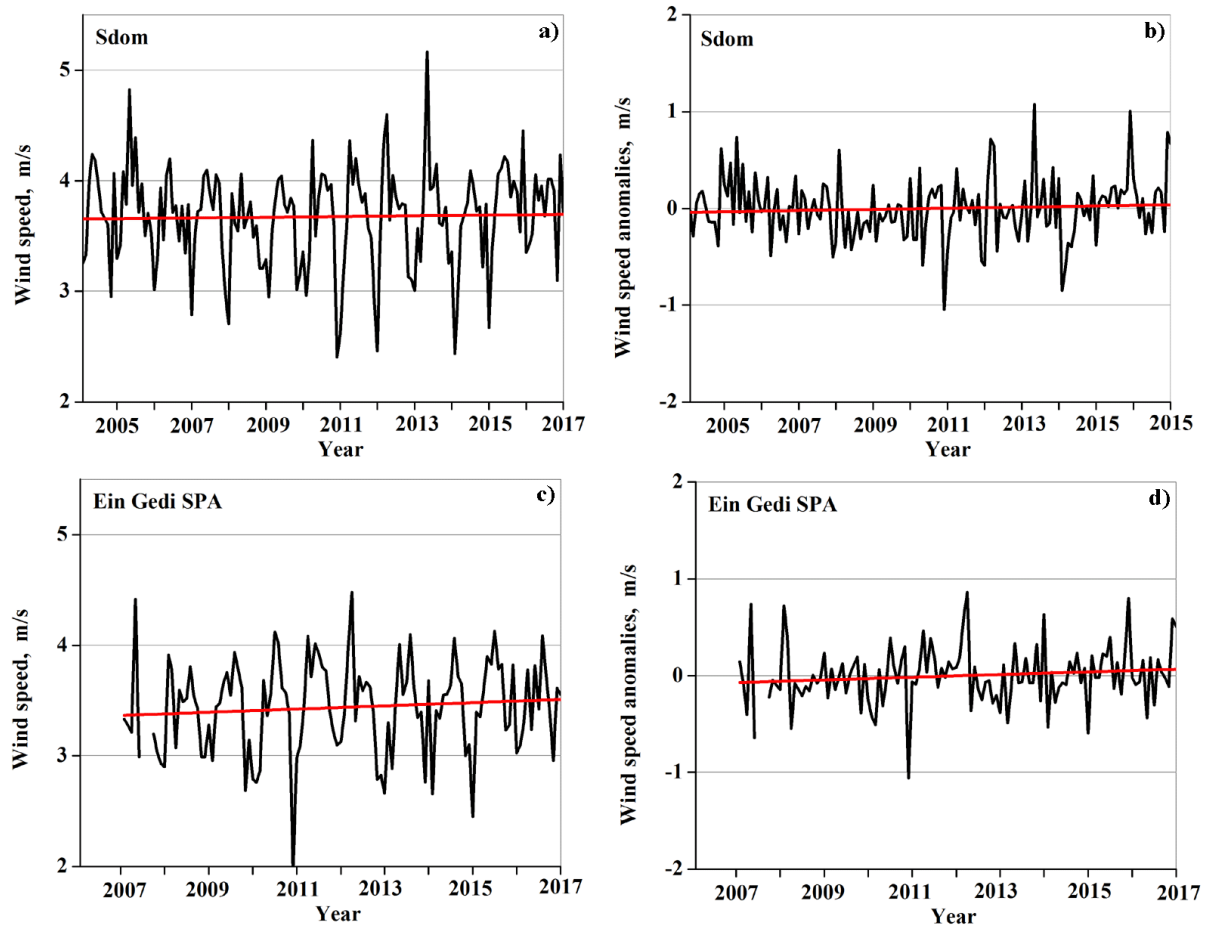 Sdom
a)
Wind speed, m/s
5
4
3
2
2005 2007 2009 2011 2013 2015 2017
Year
Sdom
b)
Wind speed anomalies, m/s
2
1
0
-1
-2
2005 2007 2009 2011 2013 2015 2015
Year
Ein Gedi SPA
c)
Wind speed, m/s
5
4
3
2
2007 2009 2011 2013 2015 2017
Year
Ein Gedi SPA
d)
Wind speed anomalies, m/s
2
1
0
-1
-2
2007 2009 2011 2013 2015 2017
Year